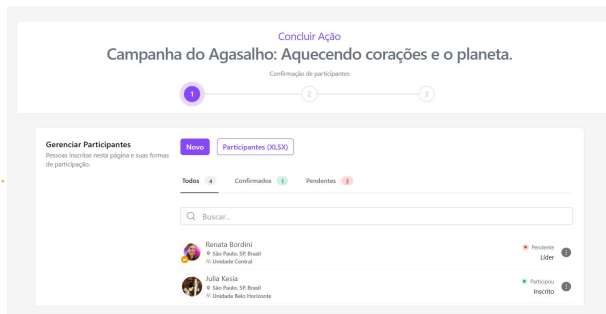 Concluir Ação
Campanha do Agasalho: Aquecendo corações e o planeta.
Confirmação de participantes
1 2 3
Gerenciar Participantes
Pessoas inscritas nesta página e suas formas
de participação.
Novo Participantes (XLSX)
Todos 4 Confirmados 1 Pendentes 3
Buscar...
Renata Bordini
São Paulo, SP, Brasil
Unidade Central
Pendente
Líder
Julia Kesia
São Paulo, SP, Brasil
Unidade Belo Horizonte
Participou
Inscrito